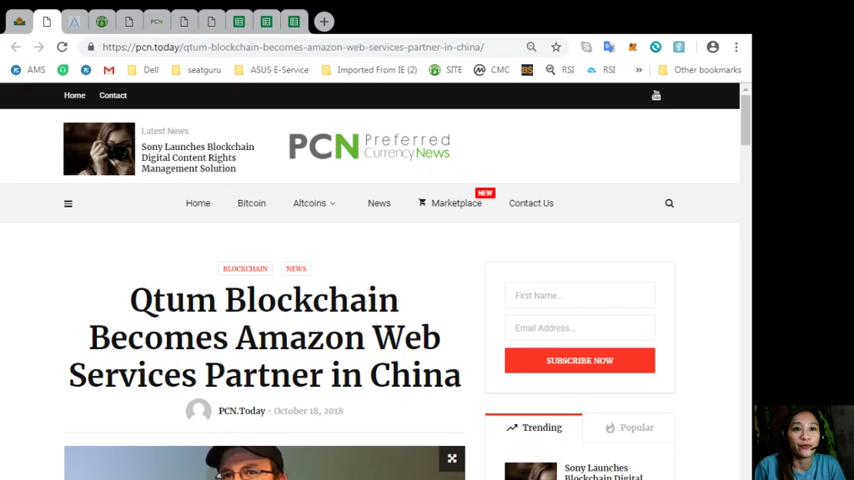 PCN
https://pcn.today/qtum-blockchain-becomes-amazon-web-services-partner-in-china/
AMS
Dell
seatguru
ASUS E-Service
Imported From IE (2)
SITE
CMC
BS
RSI
RSI
»
Other bookmarks
Home
Contact
You
Latest News
Sony Launches Blockchain
Digital Content Rights
Management Solution
PCN Preferred
Currency News
Home
Bitcoin
Altcoins
News
Marketplace
NEW
Contact Us
BLOCKCHAIN
NEWS
Qtum Blockchain
Becomes Amazon Web
Services Partner in China
PCN.Today - October 18, 2018
First Name...
Email Address...
SUBSCRIBE NOW
Trending
Popular
Sony Launches
Blockchain Digital